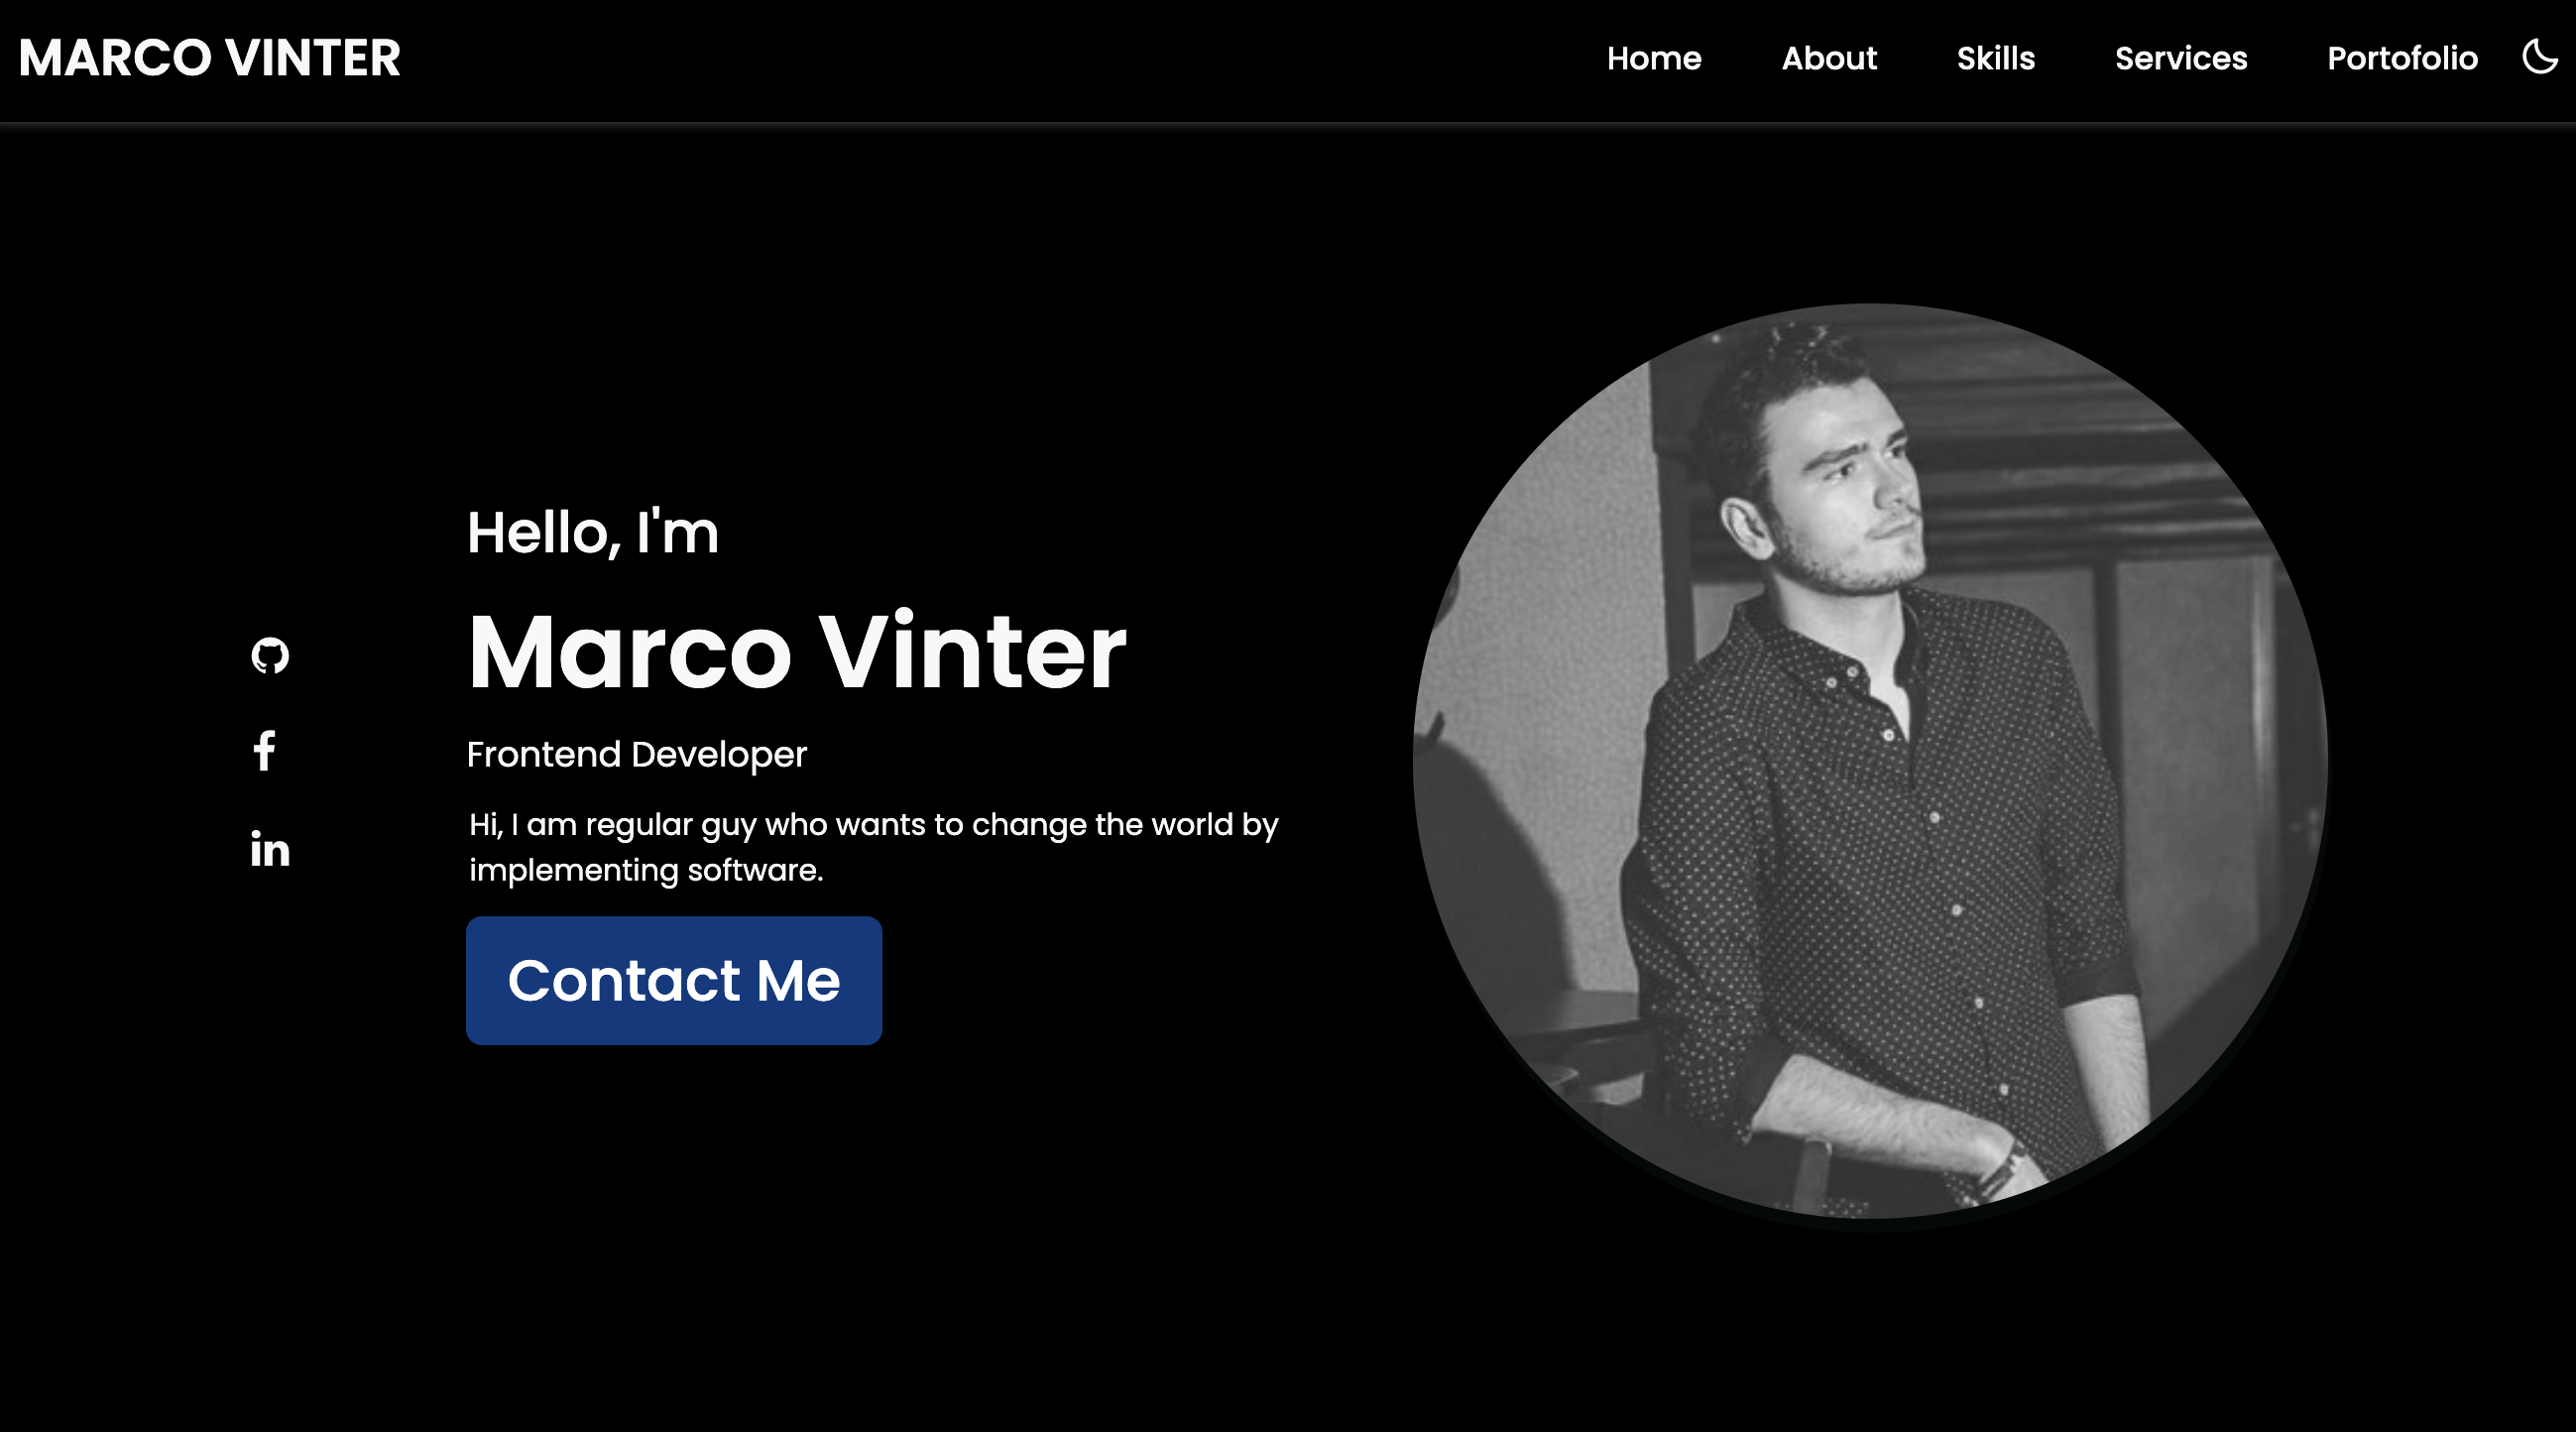 MARCO VINTER
Home About Skills Services Portofolio
Hello, I'm
Marco Vinter
Frontend Developer
Hi, I am regular guy who wants to change the world by
implementing software.
Contact Me